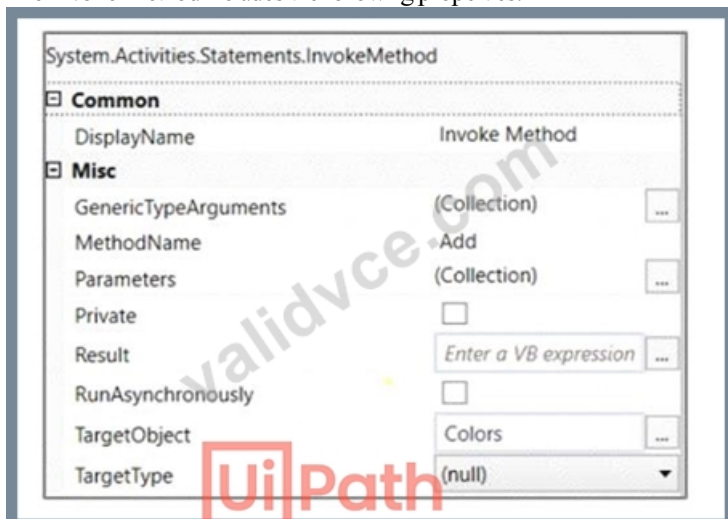 System.Activities.Statements.InvokeMethod
Common
DisplayName Invoke Method
Misc
GenericTypeArguments (Collection) ...
MethodName Add
Parameters (Collection) ...
Private
Result Enter a VB expression ...
RunAsynchronously
TargetObject Colors ...
TargetType (null)
validvce.com
UiPath